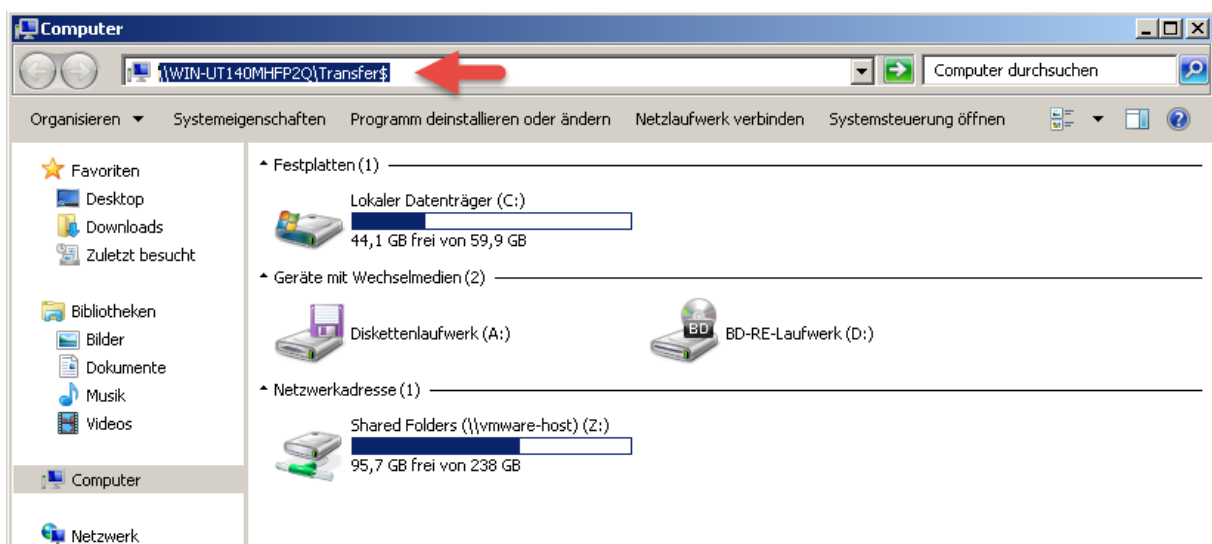 Computer
\\WIN-UT140MHFP2Q\Transfer$
Computer durchsuchen
Organisieren Systemeigenschaften Programm deinstallieren oder ändern Netzlaufwerk verbinden Systemsteuerung öffnen
Favoriten
Desktop
Downloads
Zuletzt besucht
Bibliotheken
Bilder
Dokumente
Musik
Videos
Computer
Netzwerk
Festplatten (1)
Lokaler Datenträger (C:)
44,1 GB frei von 59,9 GB
Geräte mit Wechselmedien (2)
Diskettenlaufwerk (A:)
BD
BD-RE-Laufwerk (D:)
Netzwerkadresse (1)
Shared Folders (\\vmware-host) (Z:)
95,7 GB frei von 238 GB